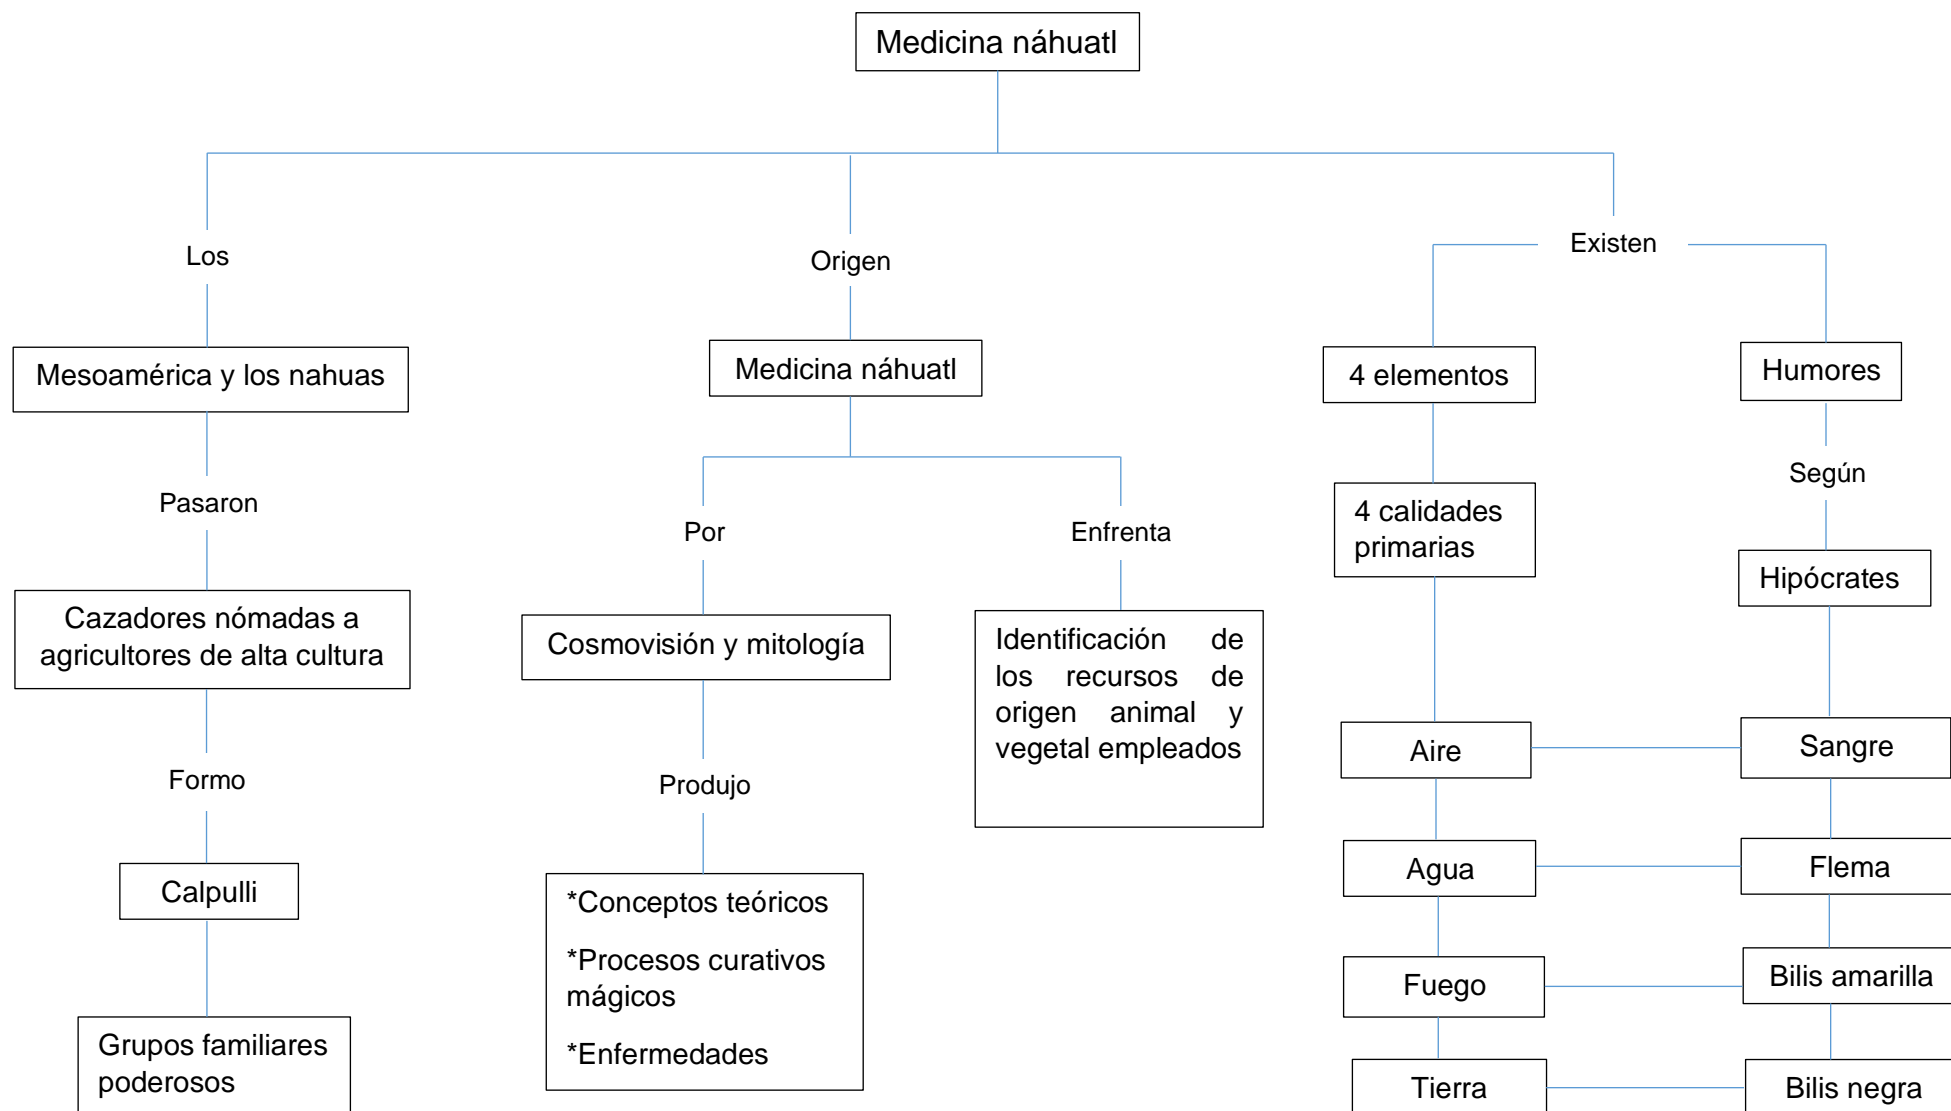 Medicina náhuatl
Los
Mesoamérica y los nahuas
Pasaron
Cazadores nómadas a
agricultores de alta cultura
Formo
Calpulli
Grupos familiares
poderosos
Origen
Medicina náhuatl
Por
Cosmovisión y mitología
Produjo
*Conceptos teóricos
*Procesos curativos
mágicos
*Enfermedades
Enfrenta
Identificación de
los recursos de
origen animal y
vegetal empleados
Existen
4 elementos
4 calidades
primarias
Aire
Agua
Fuego
Tierra
Humores
Según
Hipócrates
Sangre
Flema
Bilis amarilla
Bilis negra